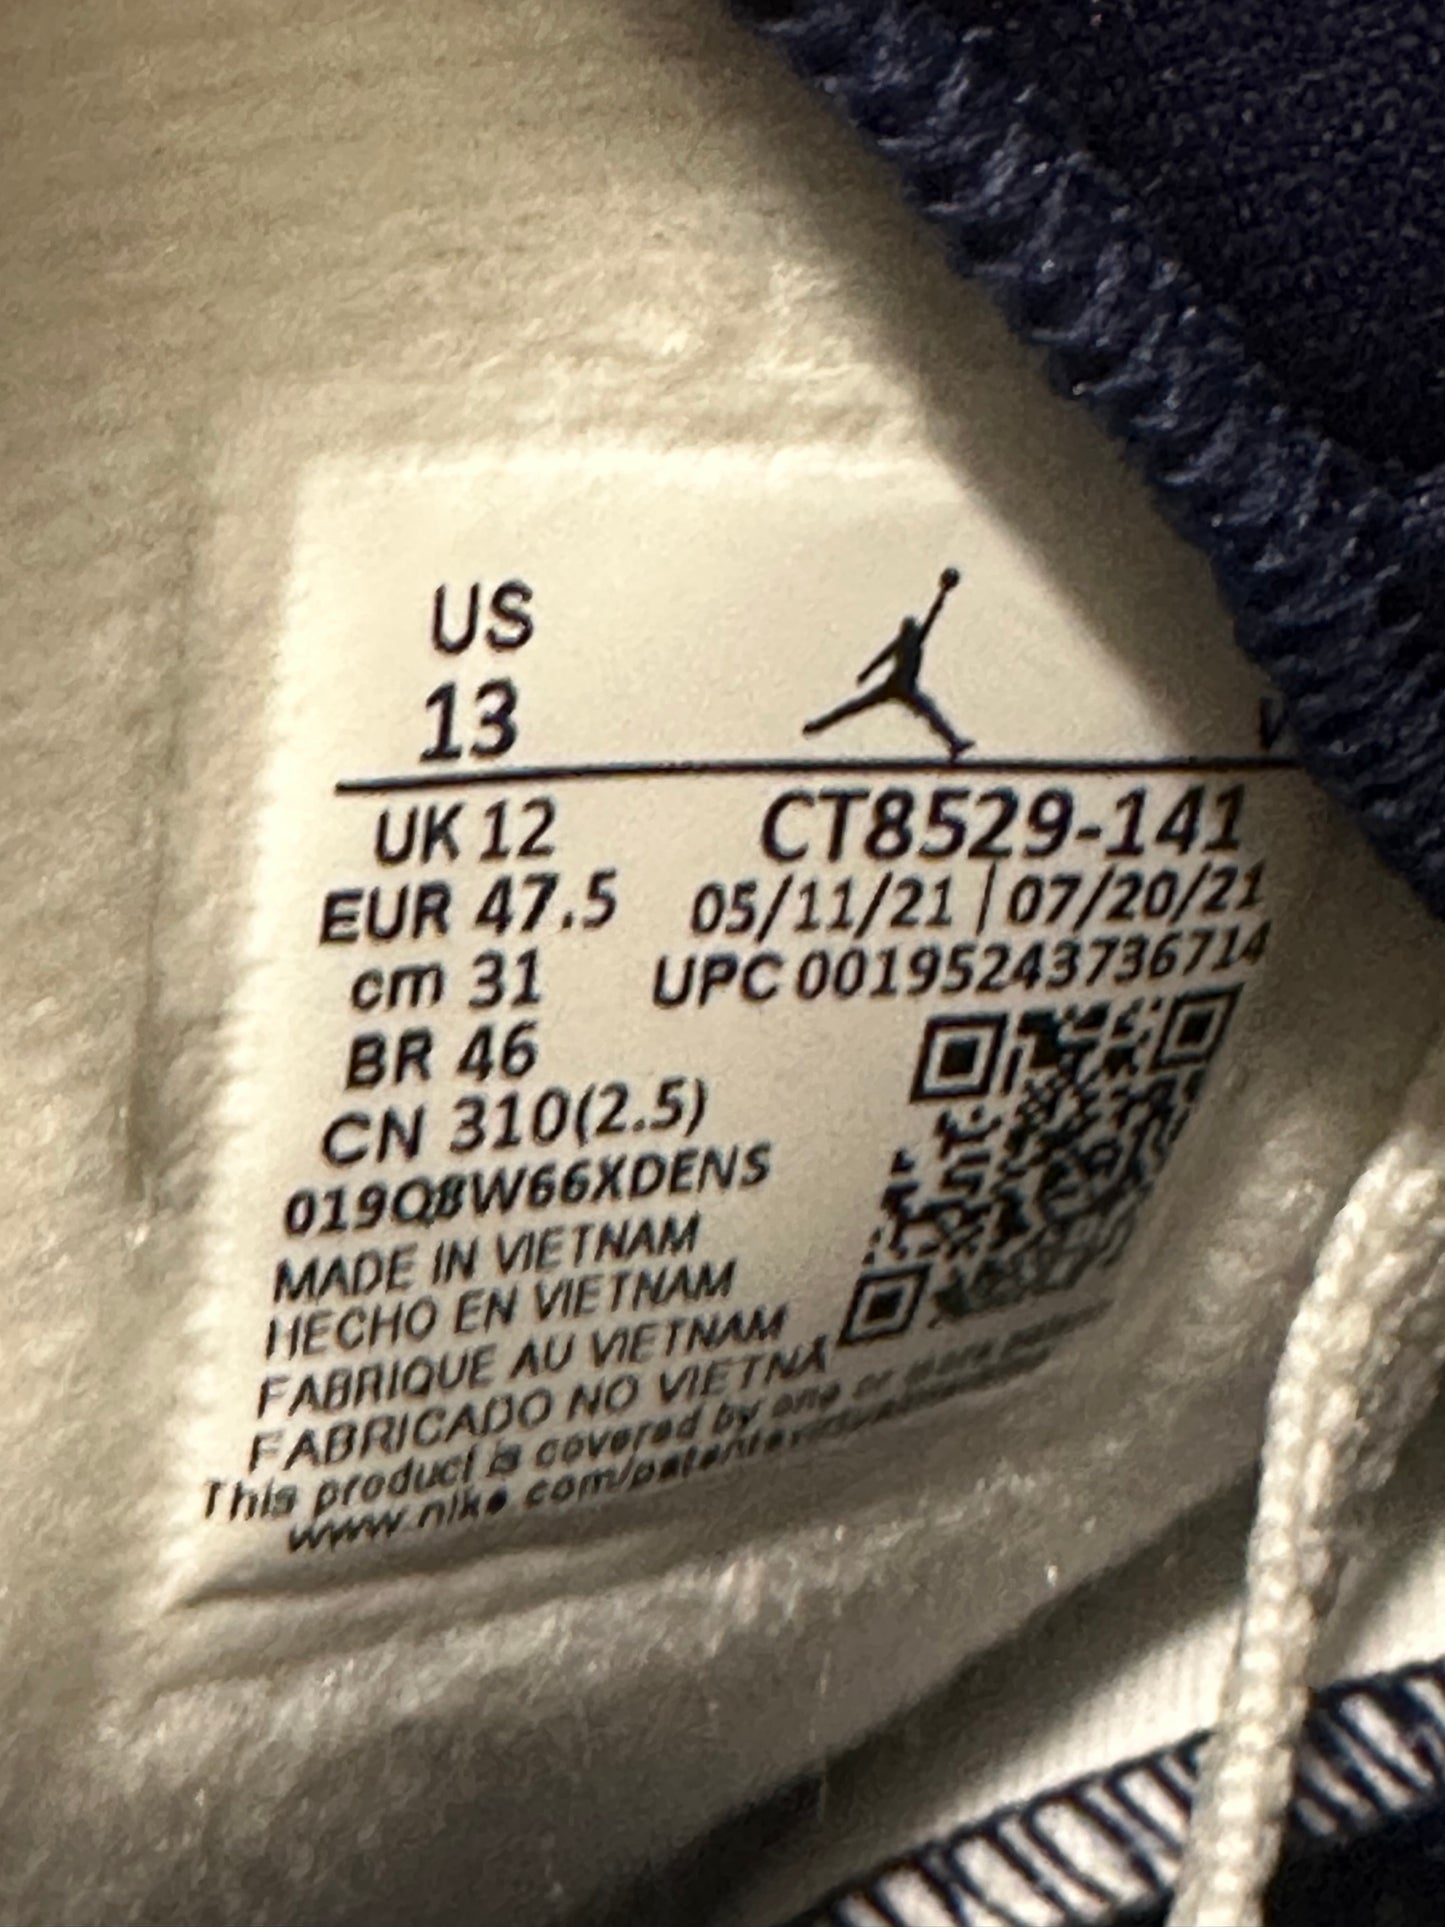 US
13
UK 12
CT8529-141
EUR 47.5
05/11/21 | 07/20/21
cm 31
UPC 00195243736714
BR 46
CN 310(2.5)
019Q8W66XDENS
MADE IN VIETNAM
HECHO EN VIETNAM
FABRIQUE AU VIETNAM
FABRICADO NO VIETNÃ
This product is covered by one or more
www.nike.com/patents